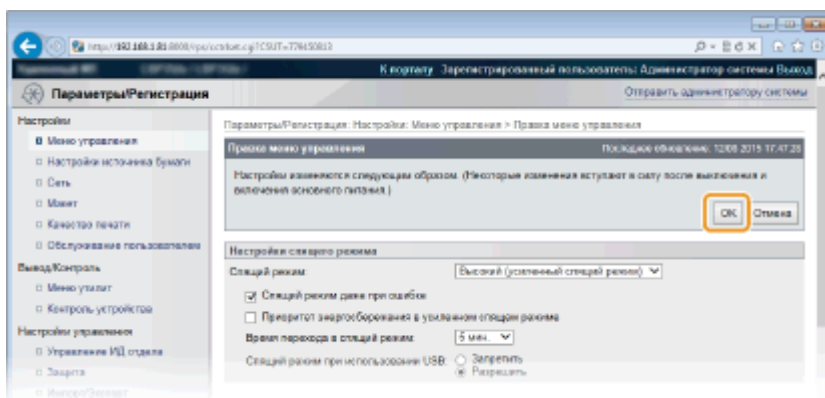 К порталу Зарегистрированный пользователь: Администратор системы Выход
Параметры/Регистрация
Отправить администратору системы
Настройки
Меню управления
Настройки источника бумаги
Сеть
Макет
Качество печати
Обслуживание пользователем
Вывод/Контроль
Меню утилит
Контроль устройства
Настройки управления
Управление ИД отдела
Защита
Импорт/Экспорт
Параметры/Регистрация: Настройки: Меню управления > Правка меню управления
Правка меню управления
Последнее обновление: 12/08 2015 17:47:28
Настройки изменяются следующим образом. (Некоторые изменения вступают в силу после выключения и
включения основного питания.)
OK
Отмена
Настройки спящего режима
Спящий режим:
Высокий (усиленный спящий режим)
Спящий режим даже при ошибке
Приоритет энергосбережения в усиленном спящем режиме
Время перехода в спящий режим:
5 мин.
Спящий режим при использовании USB:
Запретить
Разрешить